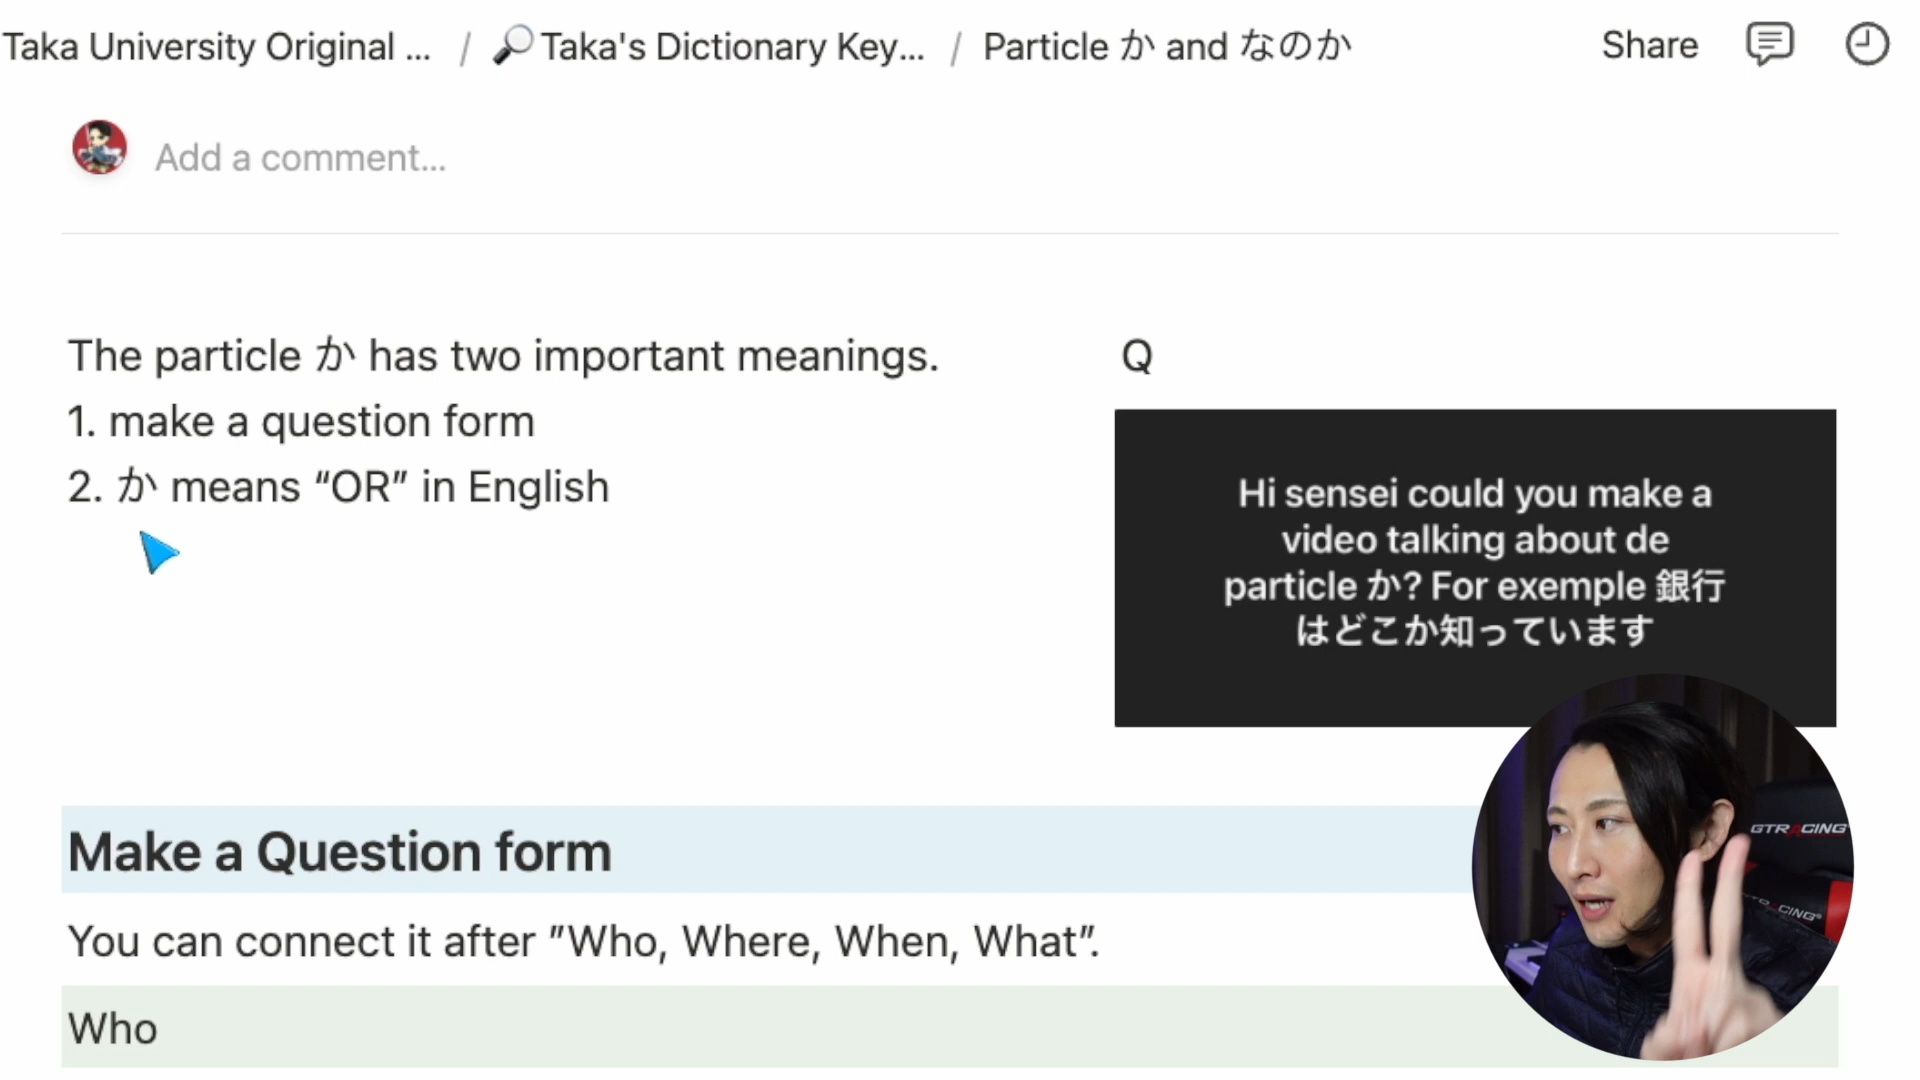 Taka University Original ... / Taka's Dictionary Key... / Particle か and なのか
Share
Add a comment...
The particle か has two important meanings.
1. make a question form
2. か means “OR” in English
Q
Hi sensei could you make a
video talking about de
particle か? For exemple 銀行
はどこか知っています
Make a Question form
You can connect it after ”Who, Where, When, What”.
Who
GTRACING